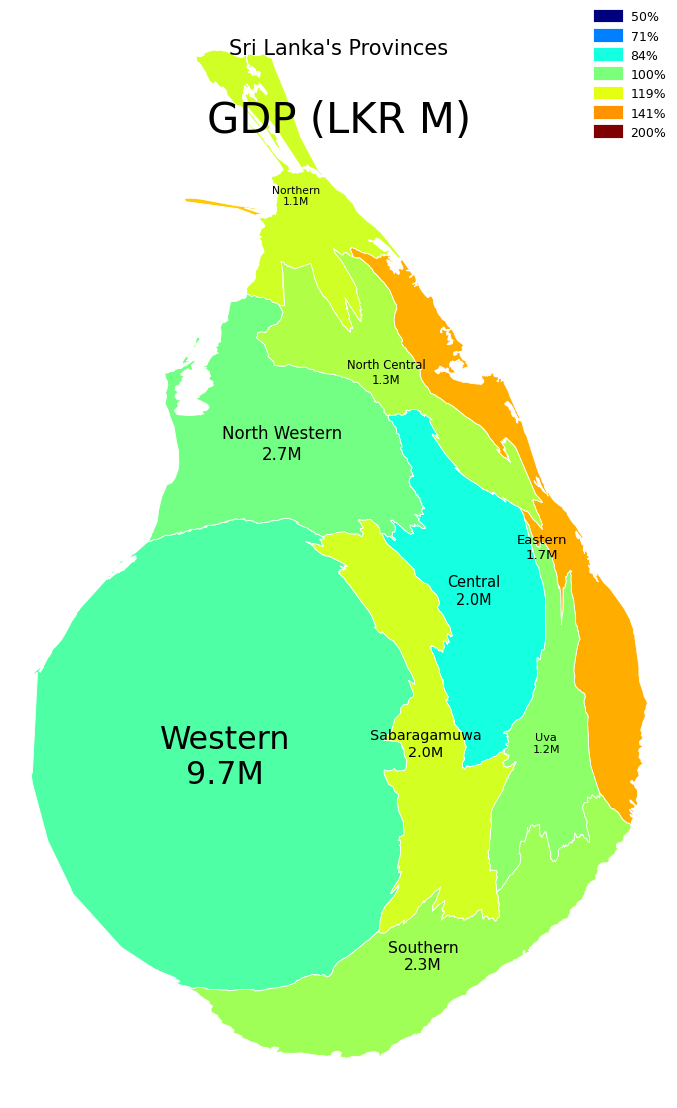 Sri Lanka's Provinces
GDP (LKR M)
50%
71%
84%
100%
119%
141%
200%
Northern
1.1M
North Central
1.3M
North Western
2.7M
Eastern
1.7M
Central
2.0M
Western
9.7M
Sabaragamuwa
2.0M
Uva
1.2M
Southern
2.3M